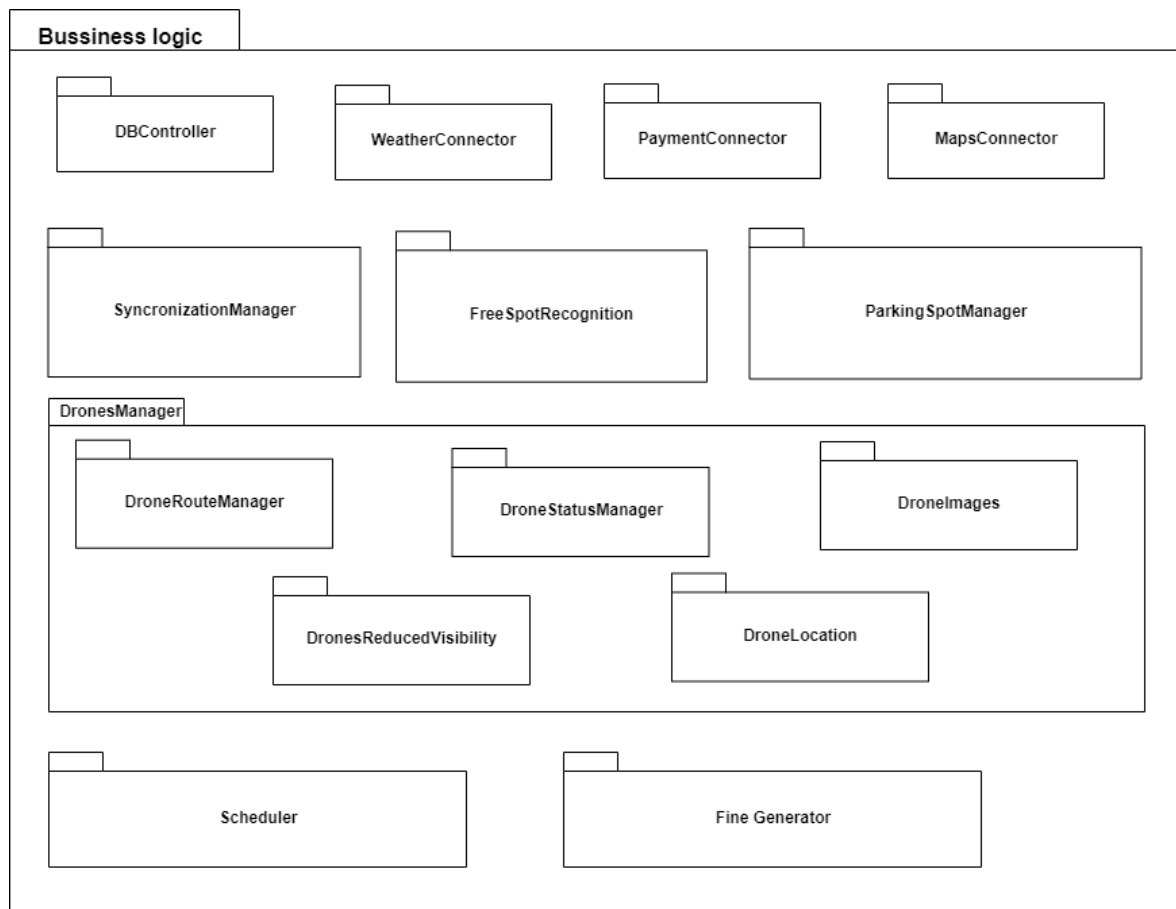 Bussiness logic
DBController
WeatherConnector
PaymentConnector
MapsConnector
SyncronizationManager
FreeSpotRecognition
ParkingSpotManager
DronesManager
DroneRouteManager
DroneStatusManager
DroneImages
DronesReducedVisibility
DroneLocation
Scheduler
Fine Generator